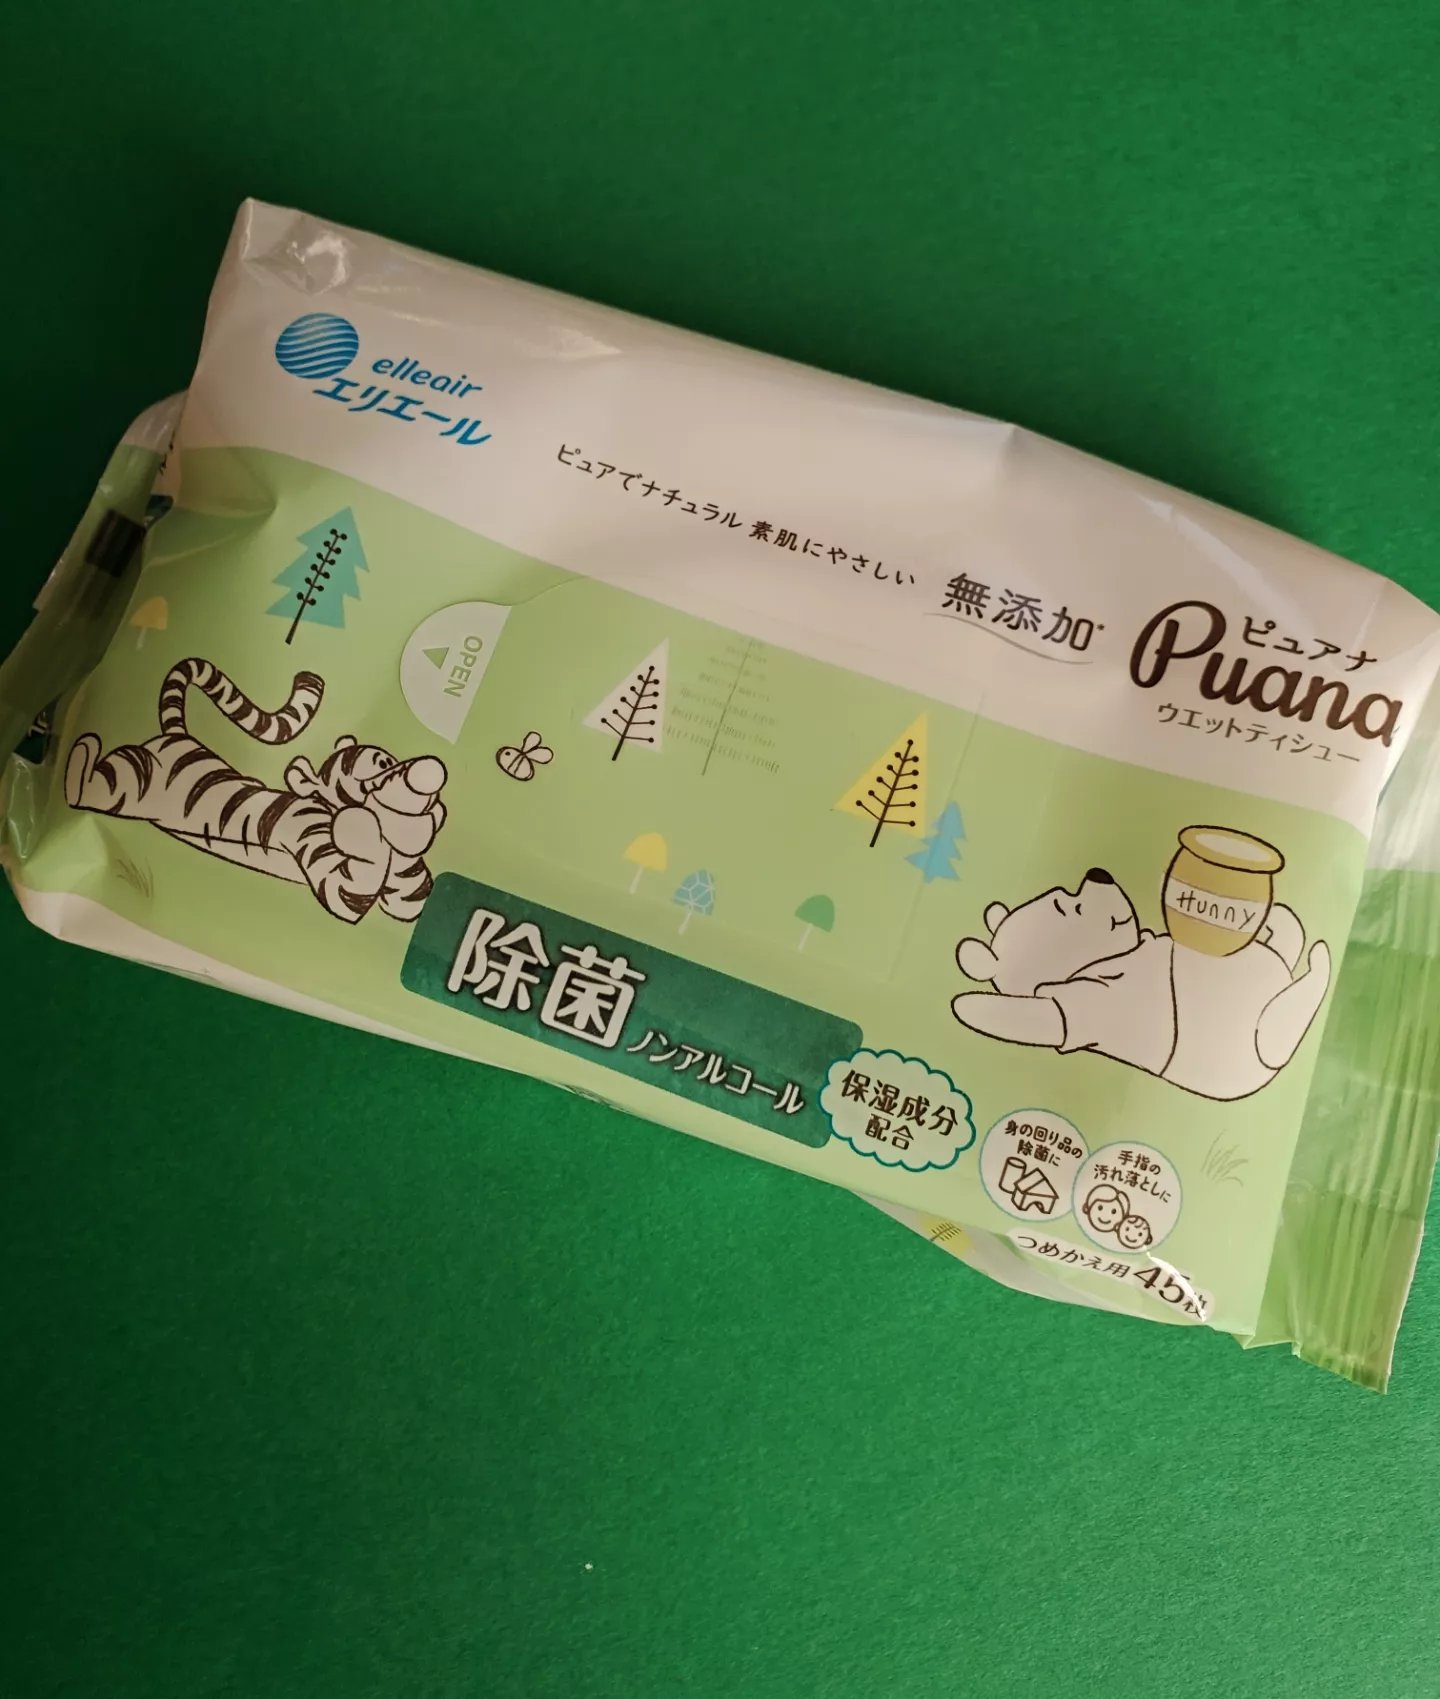 elleair
エリエール
ピュアでナチュラル 素肌にやさしい
無添加*
ピュアナ
Puana
ウエットティシュー
OPEN
Hunny
除菌 ノンアルコール
保湿成分
配合
身の回り品の
除菌に
手指の
汚れ落としに
つめかえ用 45枚